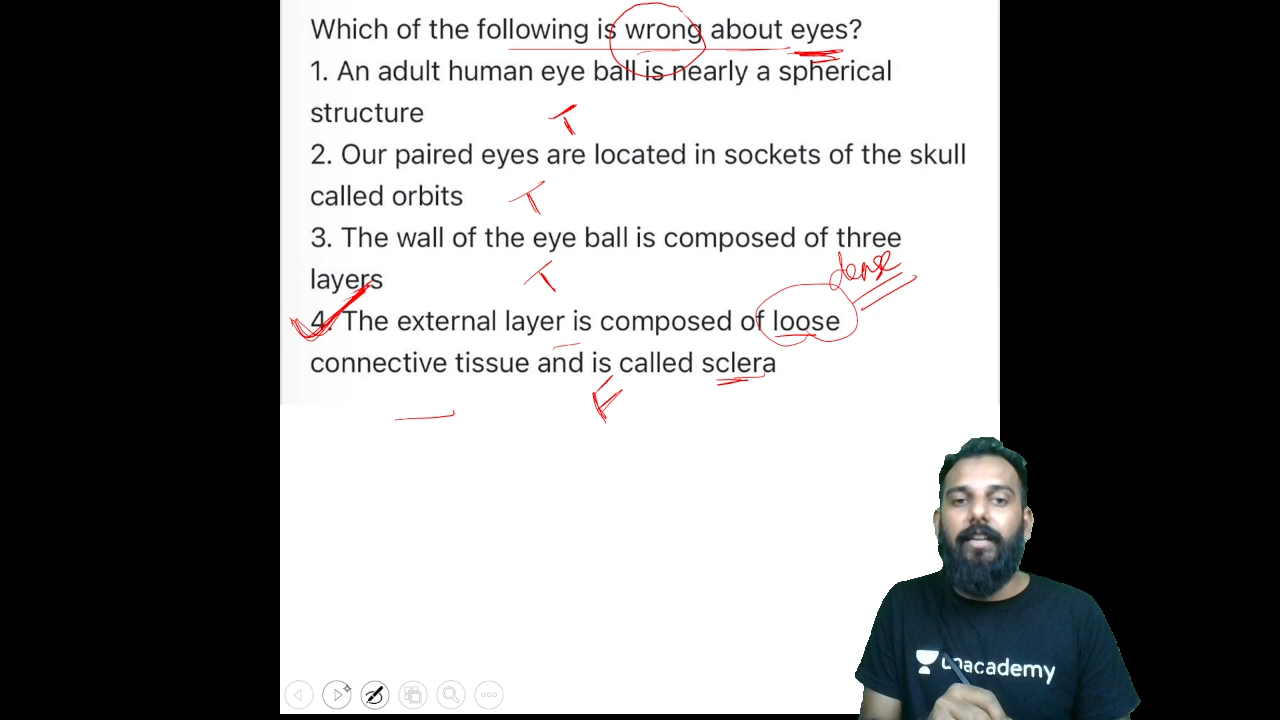 Which of the following is wrong about eyes?
1. An adult human eye ball is nearly a spherical
structure
T
2. Our paired eyes are located in sockets of the skull
called orbits
T
3. The wall of the eye ball is composed of three
layers
T
dense
4. The external layer is composed of loose
connective tissue and is called sclera
F
unacademy